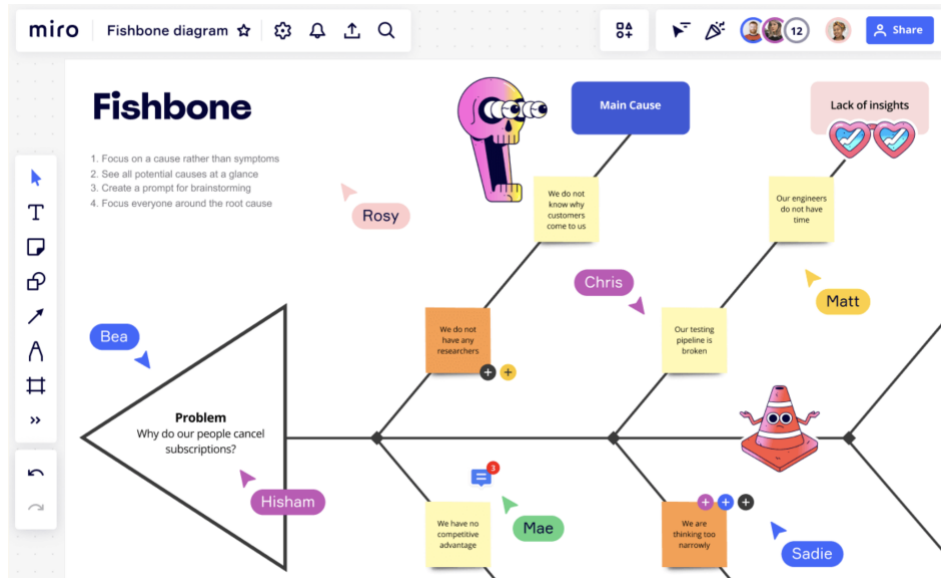 miro
Fishbone diagram
12
Share
Fishbone
1. Focus on a cause rather than symptoms
2. See all potential causes at a glance
3. Create a prompt for brainstorming
4. Focus everyone around the root cause
Main Cause
Lack of insights
We do not
know why
customers
come to us
Our engineers
do not have
time
Rosy
Chris
Matt
Bea
We do not
have any
researchers
Our testing
pipeline is
broken
Problem
Why do our people cancel
subscriptions?
Hisham
3
Mae
We have no
competitive
advantage
We are
thinking too
narrowly
Sadie